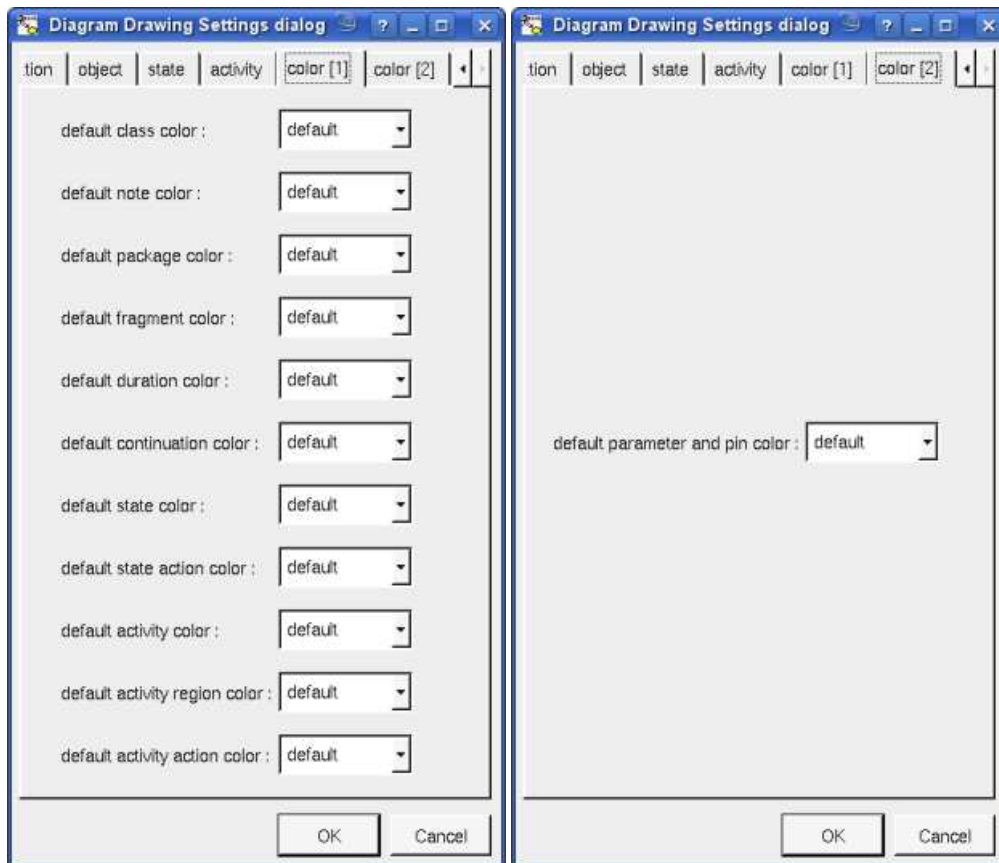 Diagram Drawing Settings dialog ?
tion object state activity color [1] color [2]
default class color : default
default note color : default
default package color : default
default fragment color : default
default duration color : default
default continuation color : default
default state color : default
default state action color : default
default activity color : default
default activity region color : default
default activity action color : default
OK Cancel
Diagram Drawing Settings dialog ?
tion object state activity color [1] color [2]
default parameter and pin color : default
OK Cancel